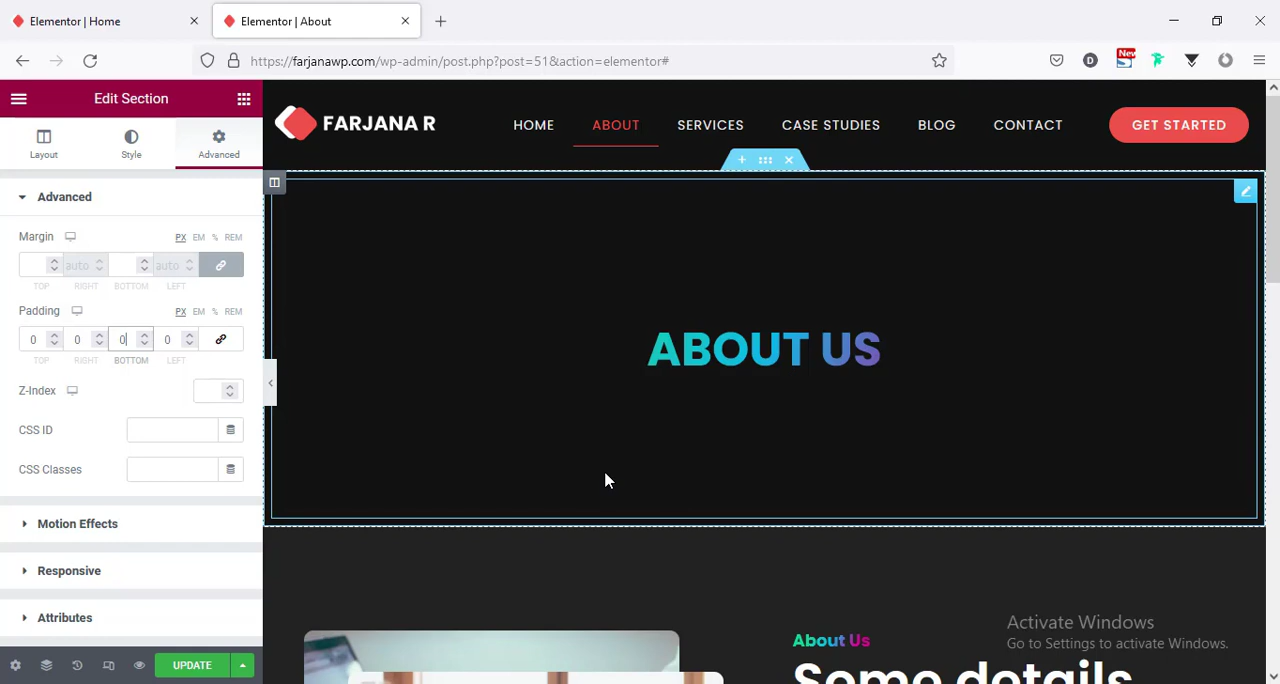 Elementor | Home
Elementor | About
https://farjanawp.com/wp-admin/post.php?post=51&action=elementor#
D
New
Edit Section
Layout
Style
Advanced
Advanced
Margin
PX EM % REM
auto
auto
TOP RIGHT BOTTOM LEFT
Padding
PX EM % REM
0 0 0 0
TOP RIGHT BOTTOM LEFT
Z-Index
CSS ID
CSS Classes
Motion Effects
Responsive
Attributes
UPDATE
FARJANA R
HOME ABOUT SERVICES CASE STUDIES BLOG CONTACT
GET STARTED
ABOUT US
About Us
Some details
Activate Windows
Go to Settings to activate Windows.